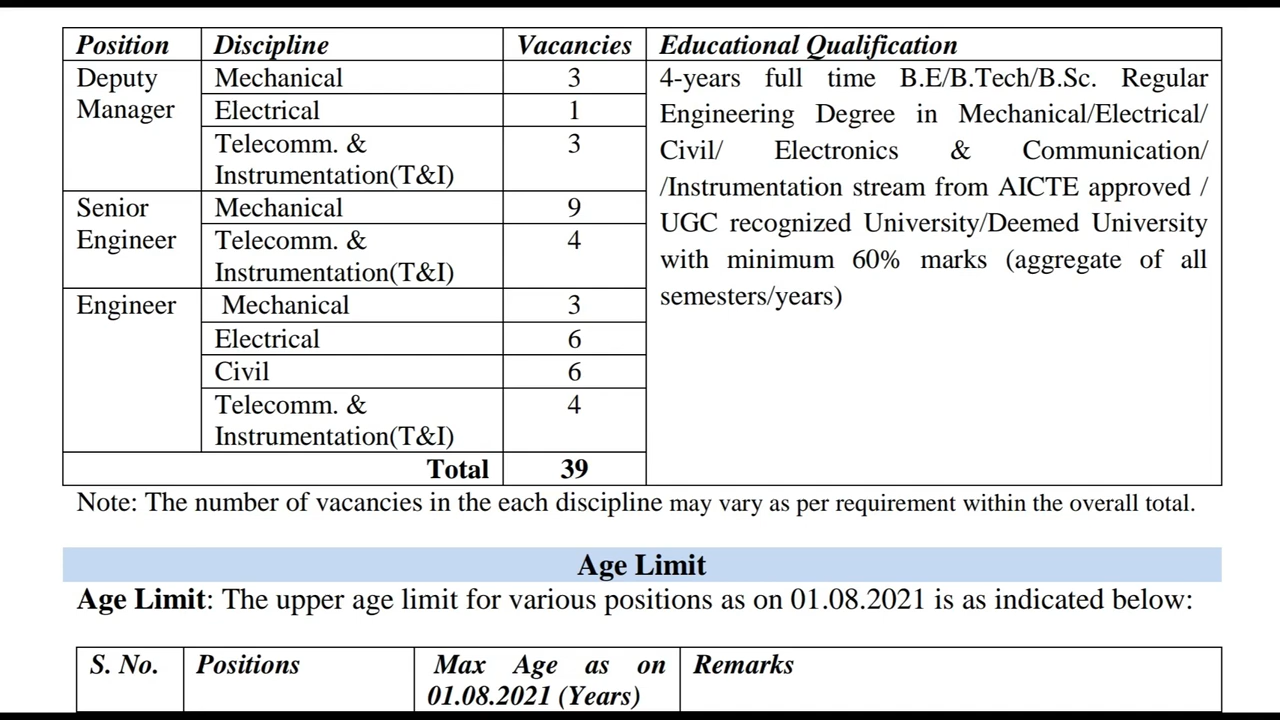 Position Discipline Vacancies Educational Qualification
Deputy Manager
Mechanical 3
Electrical 1
Telecomm. & Instrumentation(T&I) 3
Senior Engineer
Mechanical 9
Telecomm. & Instrumentation(T&I) 4
Engineer
Mechanical 3
Electrical 6
Civil 6
Telecomm. & Instrumentation(T&I) 4
Total 39
4-years full time B.E/B.Tech/B.Sc. Regular
Engineering Degree in Mechanical/Electrical/
Civil/ Electronics & Communication/
/Instrumentation stream from AICTE approved /
UGC recognized University/Deemed University
with minimum 60% marks (aggregate of all
semesters/years)
Note: The number of vacancies in the each discipline may vary as per requirement within the overall total.
Age Limit
Age Limit: The upper age limit for various positions as on 01.08.2021 is as indicated below:
S. No. Positions Max Age as on 01.08.2021 (Years) Remarks